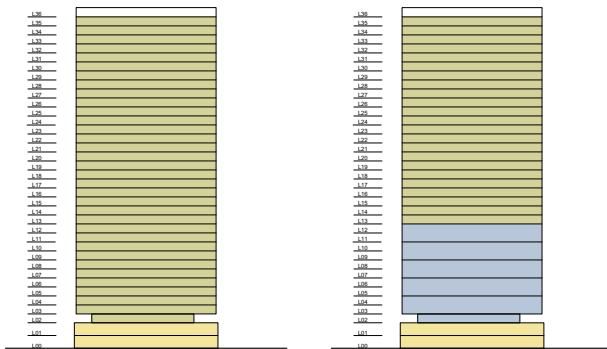 L36 L36
L35 L35
L34 L34
L33 L33
L32 L32
L31 L31
L30 L30
L29 L29
L28 L28
L27 L27
L26 L26
L25 L25
L24 L24
L23 L23
L22 L22
L21 L21
L20 L20
L19 L19
L18 L18
L17 L17
L16 L16
L15 L15
L14 L14
L13 L13
L12 L12
L11 L11
L10 L10
L09 L09
L08 L08
L07 L07
L06 L06
L05 L05
L04 L04
L03 L03
L02 L02
L01 L01
L00 L00